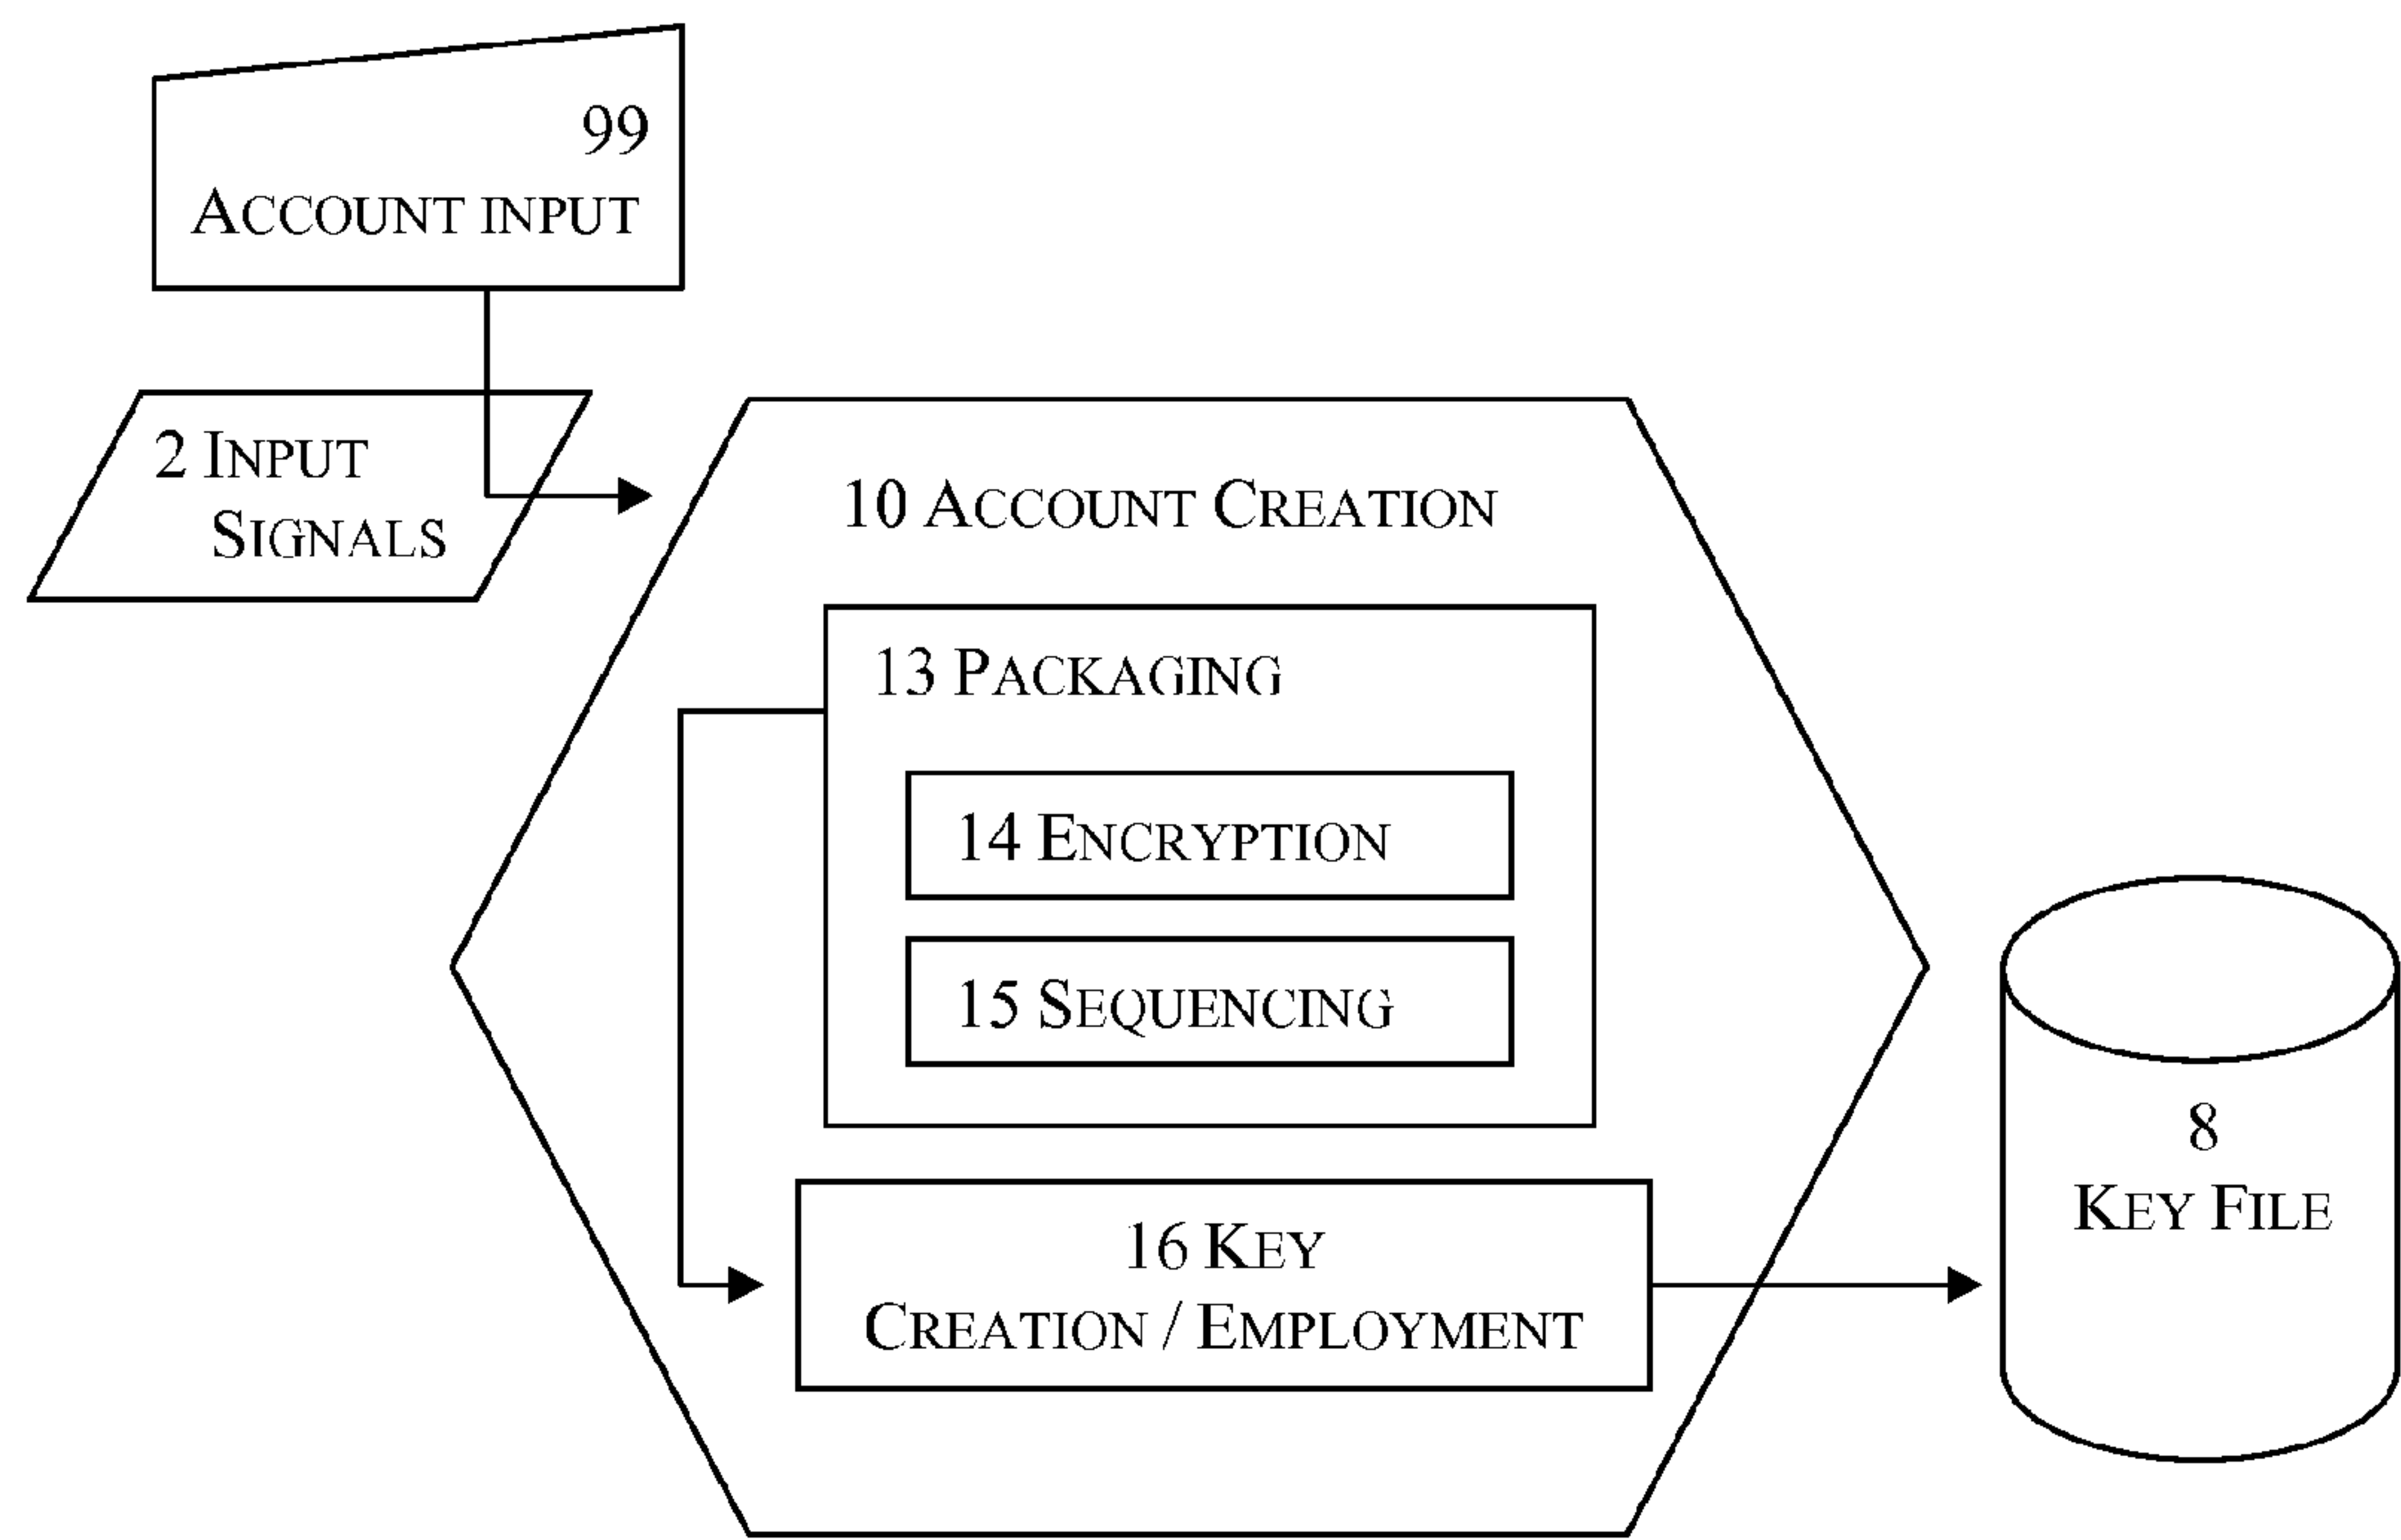 99
ACCOUNT INPUT
2 INPUT
SIGNALS
10 ACCOUNT CREATION
13 PACKAGING
14 ENCRYPTION
15 SEQUENCING
16 KEY
CREATION / EMPLOYMENT
8
KEY FILE